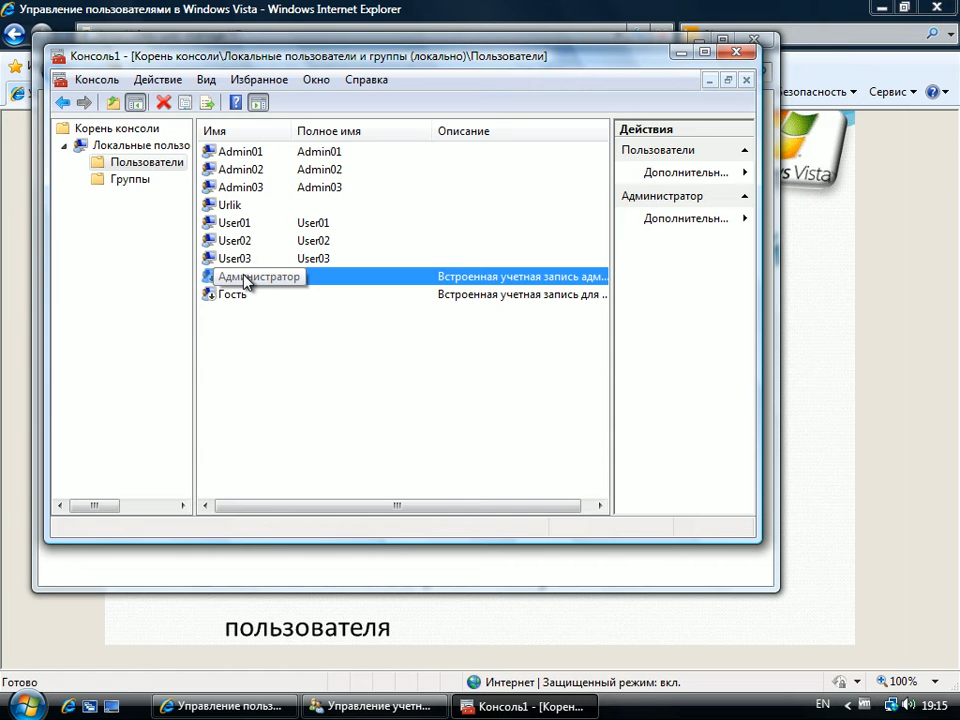 Управление пользователями в Windows Vista - Windows Internet Explorer
Консоль1 - [Корень консоли\Локальные пользователи и группы (локально)\Пользователи]
Консоль Действие Вид Избранное Окно Справка
езопасность Сервис
Корень консоли
Локальные пользо
Пользователи
Группы
Имя Полное имя Описание
Admin01 Admin01
Admin02 Admin02
Admin03 Admin03
Urlik
User01 User01
User02 User02
User03 User03
Администратор Встроенная учетная запись адм...
Гость Встроенная учетная запись для ..
Действия
Пользователи
Дополнительн...
Администратор
Дополнительн...
s Vista
пользователя
Готово Интернет | Защищенный режим: вкл. 100%
Управление польз... Управление учетн... Консоль1 - [Корен... EN 19:15